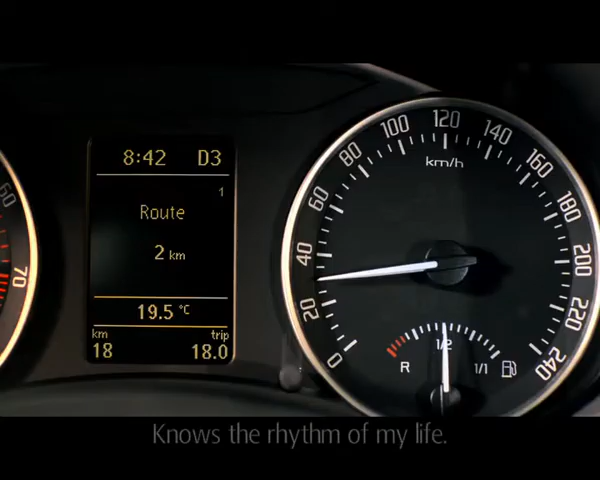 8:42 D3
1
Route
2 km
19.5 °C
km trip
18 18.0
60
70
0
20
40
60
80
100
120
140
160
180
200
220
240
km/h
R 1/2 1/1
Knows the rhythm of my life.